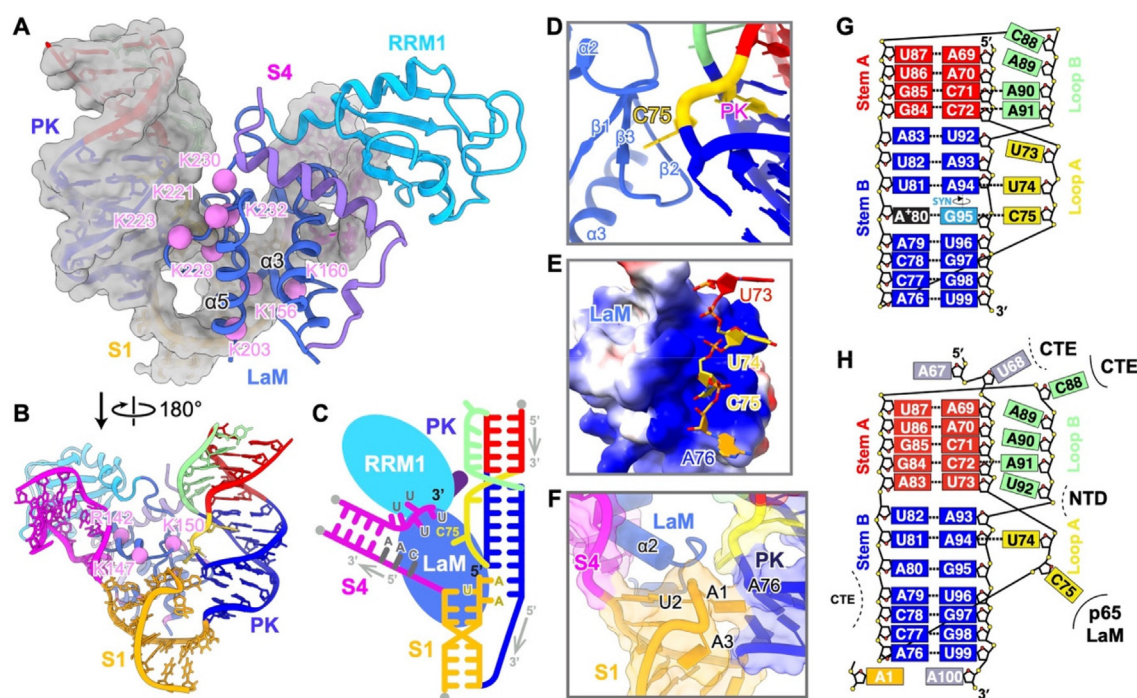 A
RRM1
S4
PK
K230
K221
K223
K232
K228
α3
K160
α5
K156
K203
S1
LaM
180°
B
R142
K150
K147
S1
PK
C
PK
RRM1
5'
3'
U
U
3'
U
U
C75
A
A
C
5'
LaM
5'
S4
U
A
A
S1
3'
D
α2
C75
PK
β1
β3
β2
α3
E
LaM
U73
U74
C75
A76
F
LaM
α2
S4
PK
A76
A1
U2
A3
S1
G
5'
C88
U87 A69 A89
U86 A70
G85 C71 A90
G84 C72 A91
Stem A
Loop B
A83 U92
U73
U82 A93
U81 A94 U74
SYN
A+80 G95 C75
A79 U96
C78 G97
C77 G98
A76 U99
Stem B
Loop A
3'
H
5'
A67 U68 CTE
CTE
C88
U87 A69 A89
U86 A70
G85 C71 A90
G84 C72 A91
A83 U73 U92
Stem A
Loop B
NTD
U82 A93
U81 A94 U74
A80 G95
C75
A79 U96
C78 G97
C77 G98
A76 U99
Stem B
Loop A
CTE
p65
LaM
A1 A100
3'